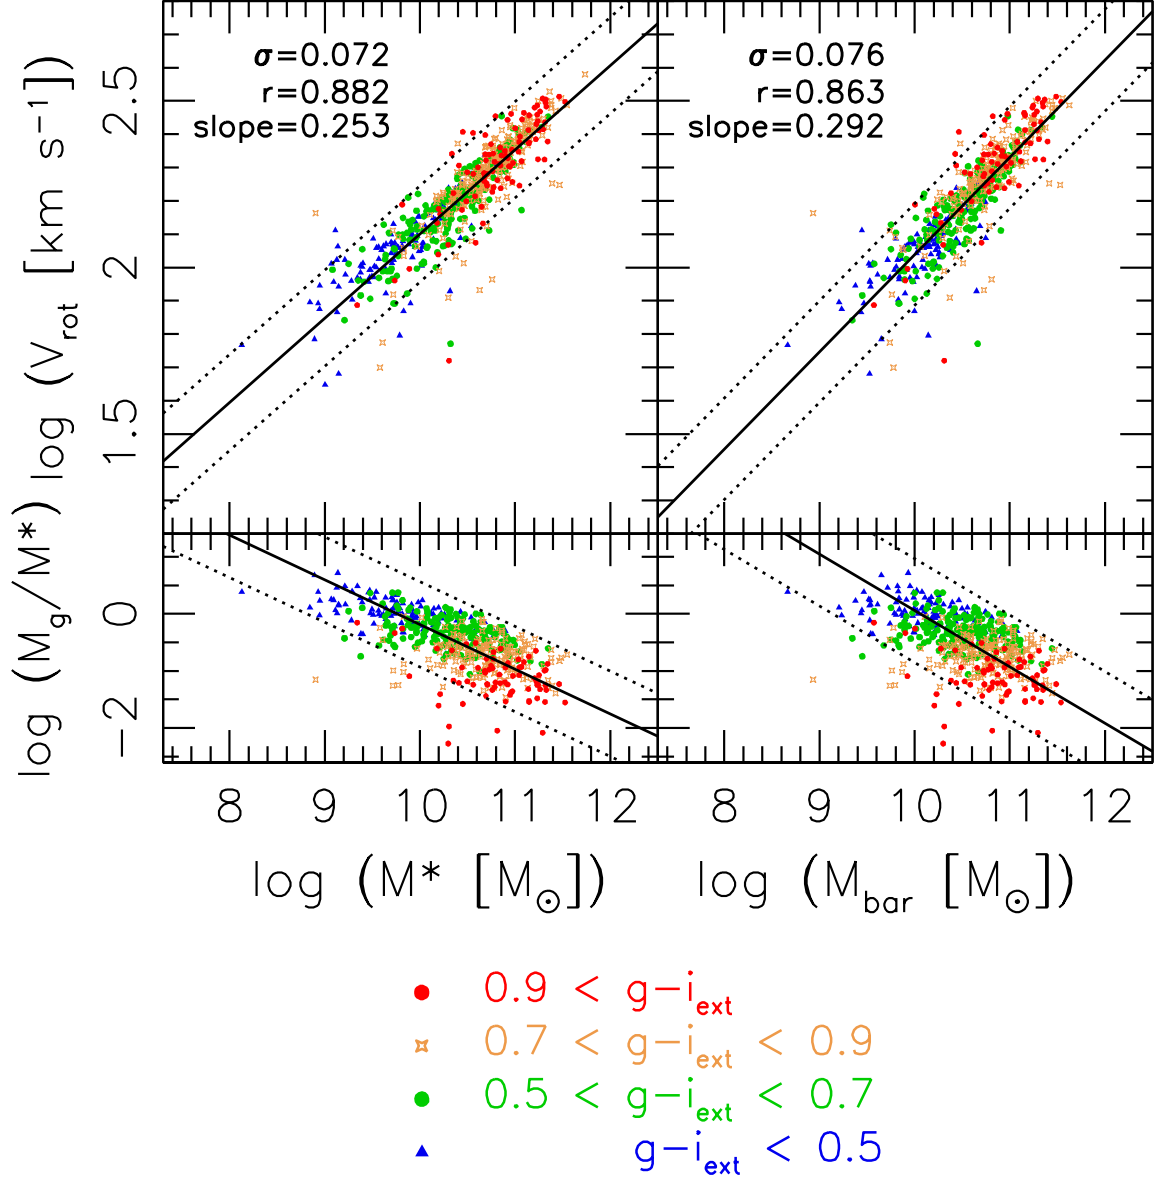 σ=0.072
r=0.882
slope=0.253
σ=0.076
r=0.863
slope=0.292
log (V_rot [km s⁻¹])
2.5
2
1.5
log (M_g/M*)
0
−2
8 9 10 11 12
8 9 10 11 12
log (M* [M_⊙])
log (M_bar [M_⊙])
0.9 < g−i_ext
0.7 < g−i_ext < 0.9
0.5 < g−i_ext < 0.7
g−i_ext < 0.5